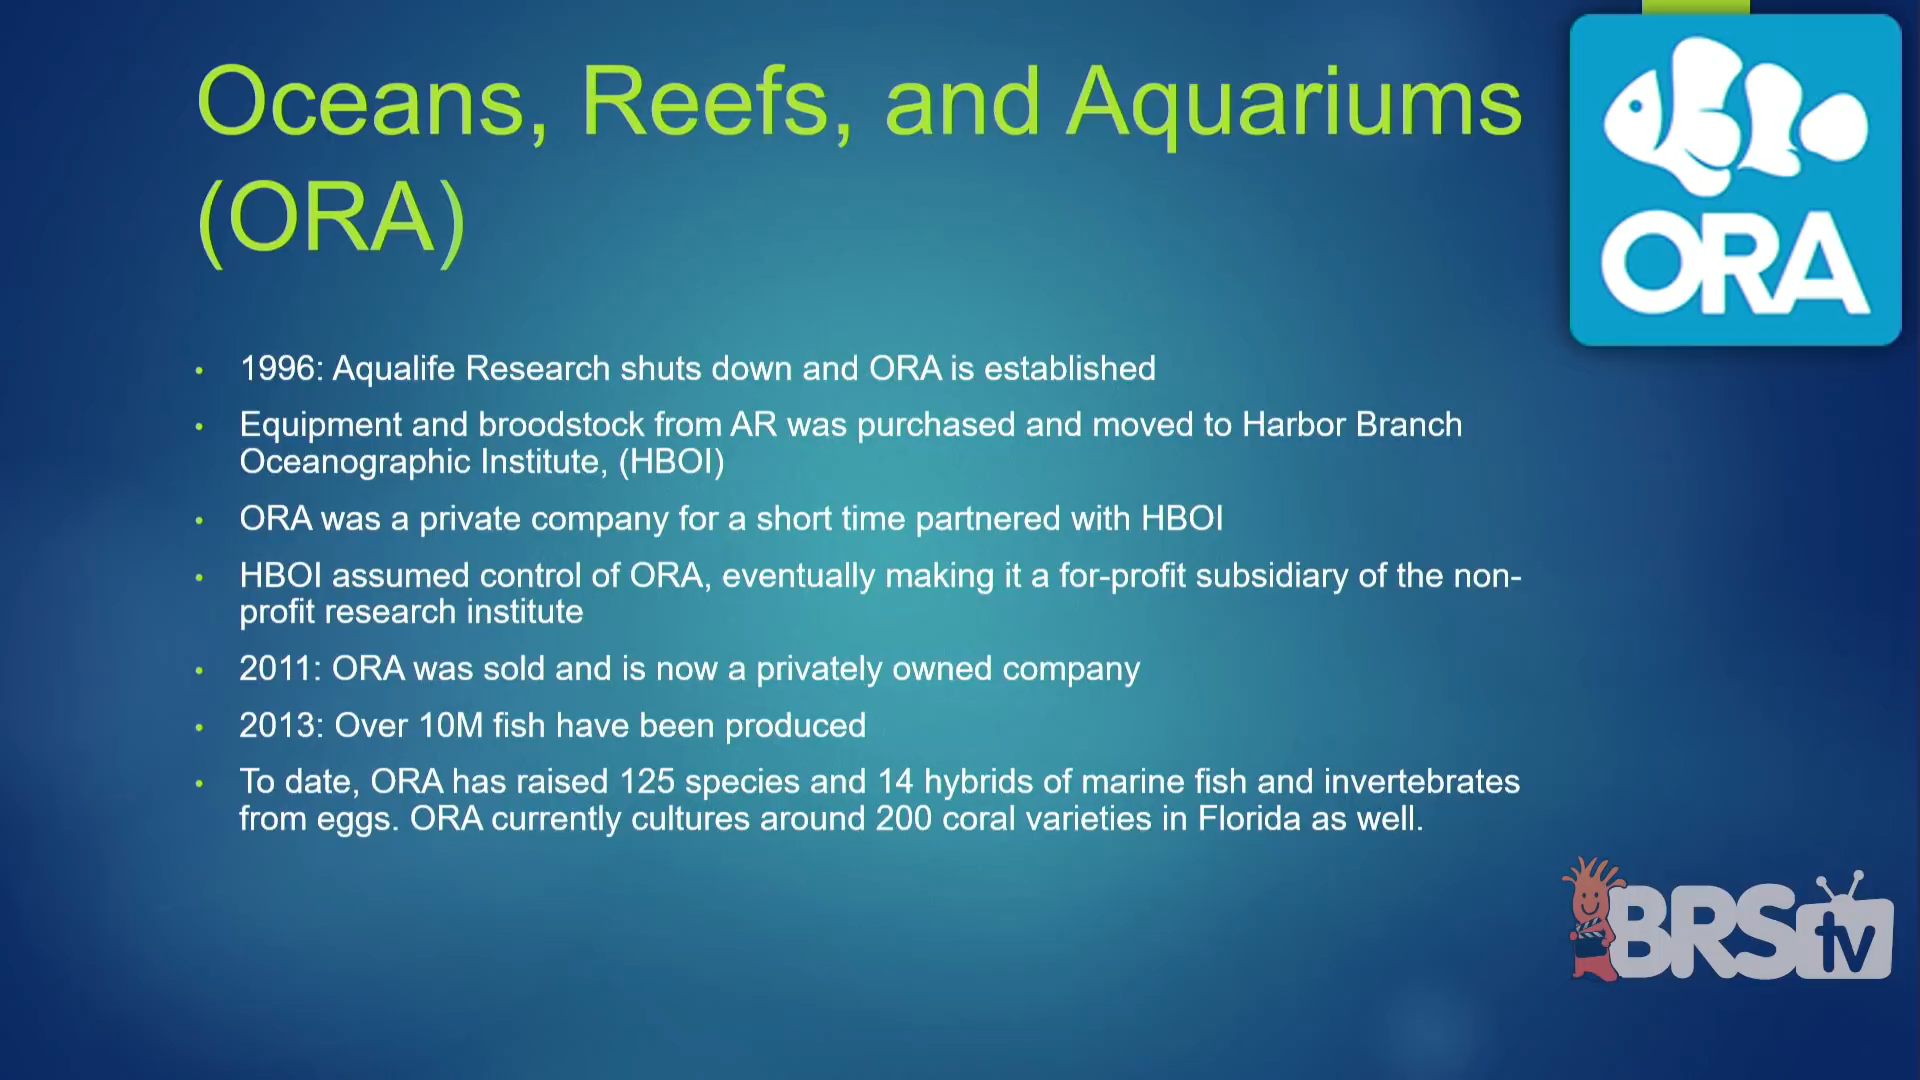 Oceans, Reefs, and Aquariums
(ORA)
ORA
• 1996: Aqualife Research shuts down and ORA is established
• Equipment and broodstock from AR was purchased and moved to Harbor Branch
Oceanographic Institute, (HBOI)
• ORA was a private company for a short time partnered with HBOI
• HBOI assumed control of ORA, eventually making it a for-profit subsidiary of the non-
profit research institute
• 2011: ORA was sold and is now a privately owned company
• 2013: Over 10M fish have been produced
• To date, ORA has raised 125 species and 14 hybrids of marine fish and invertebrates
from eggs. ORA currently cultures around 200 coral varieties in Florida as well.
BRS tv